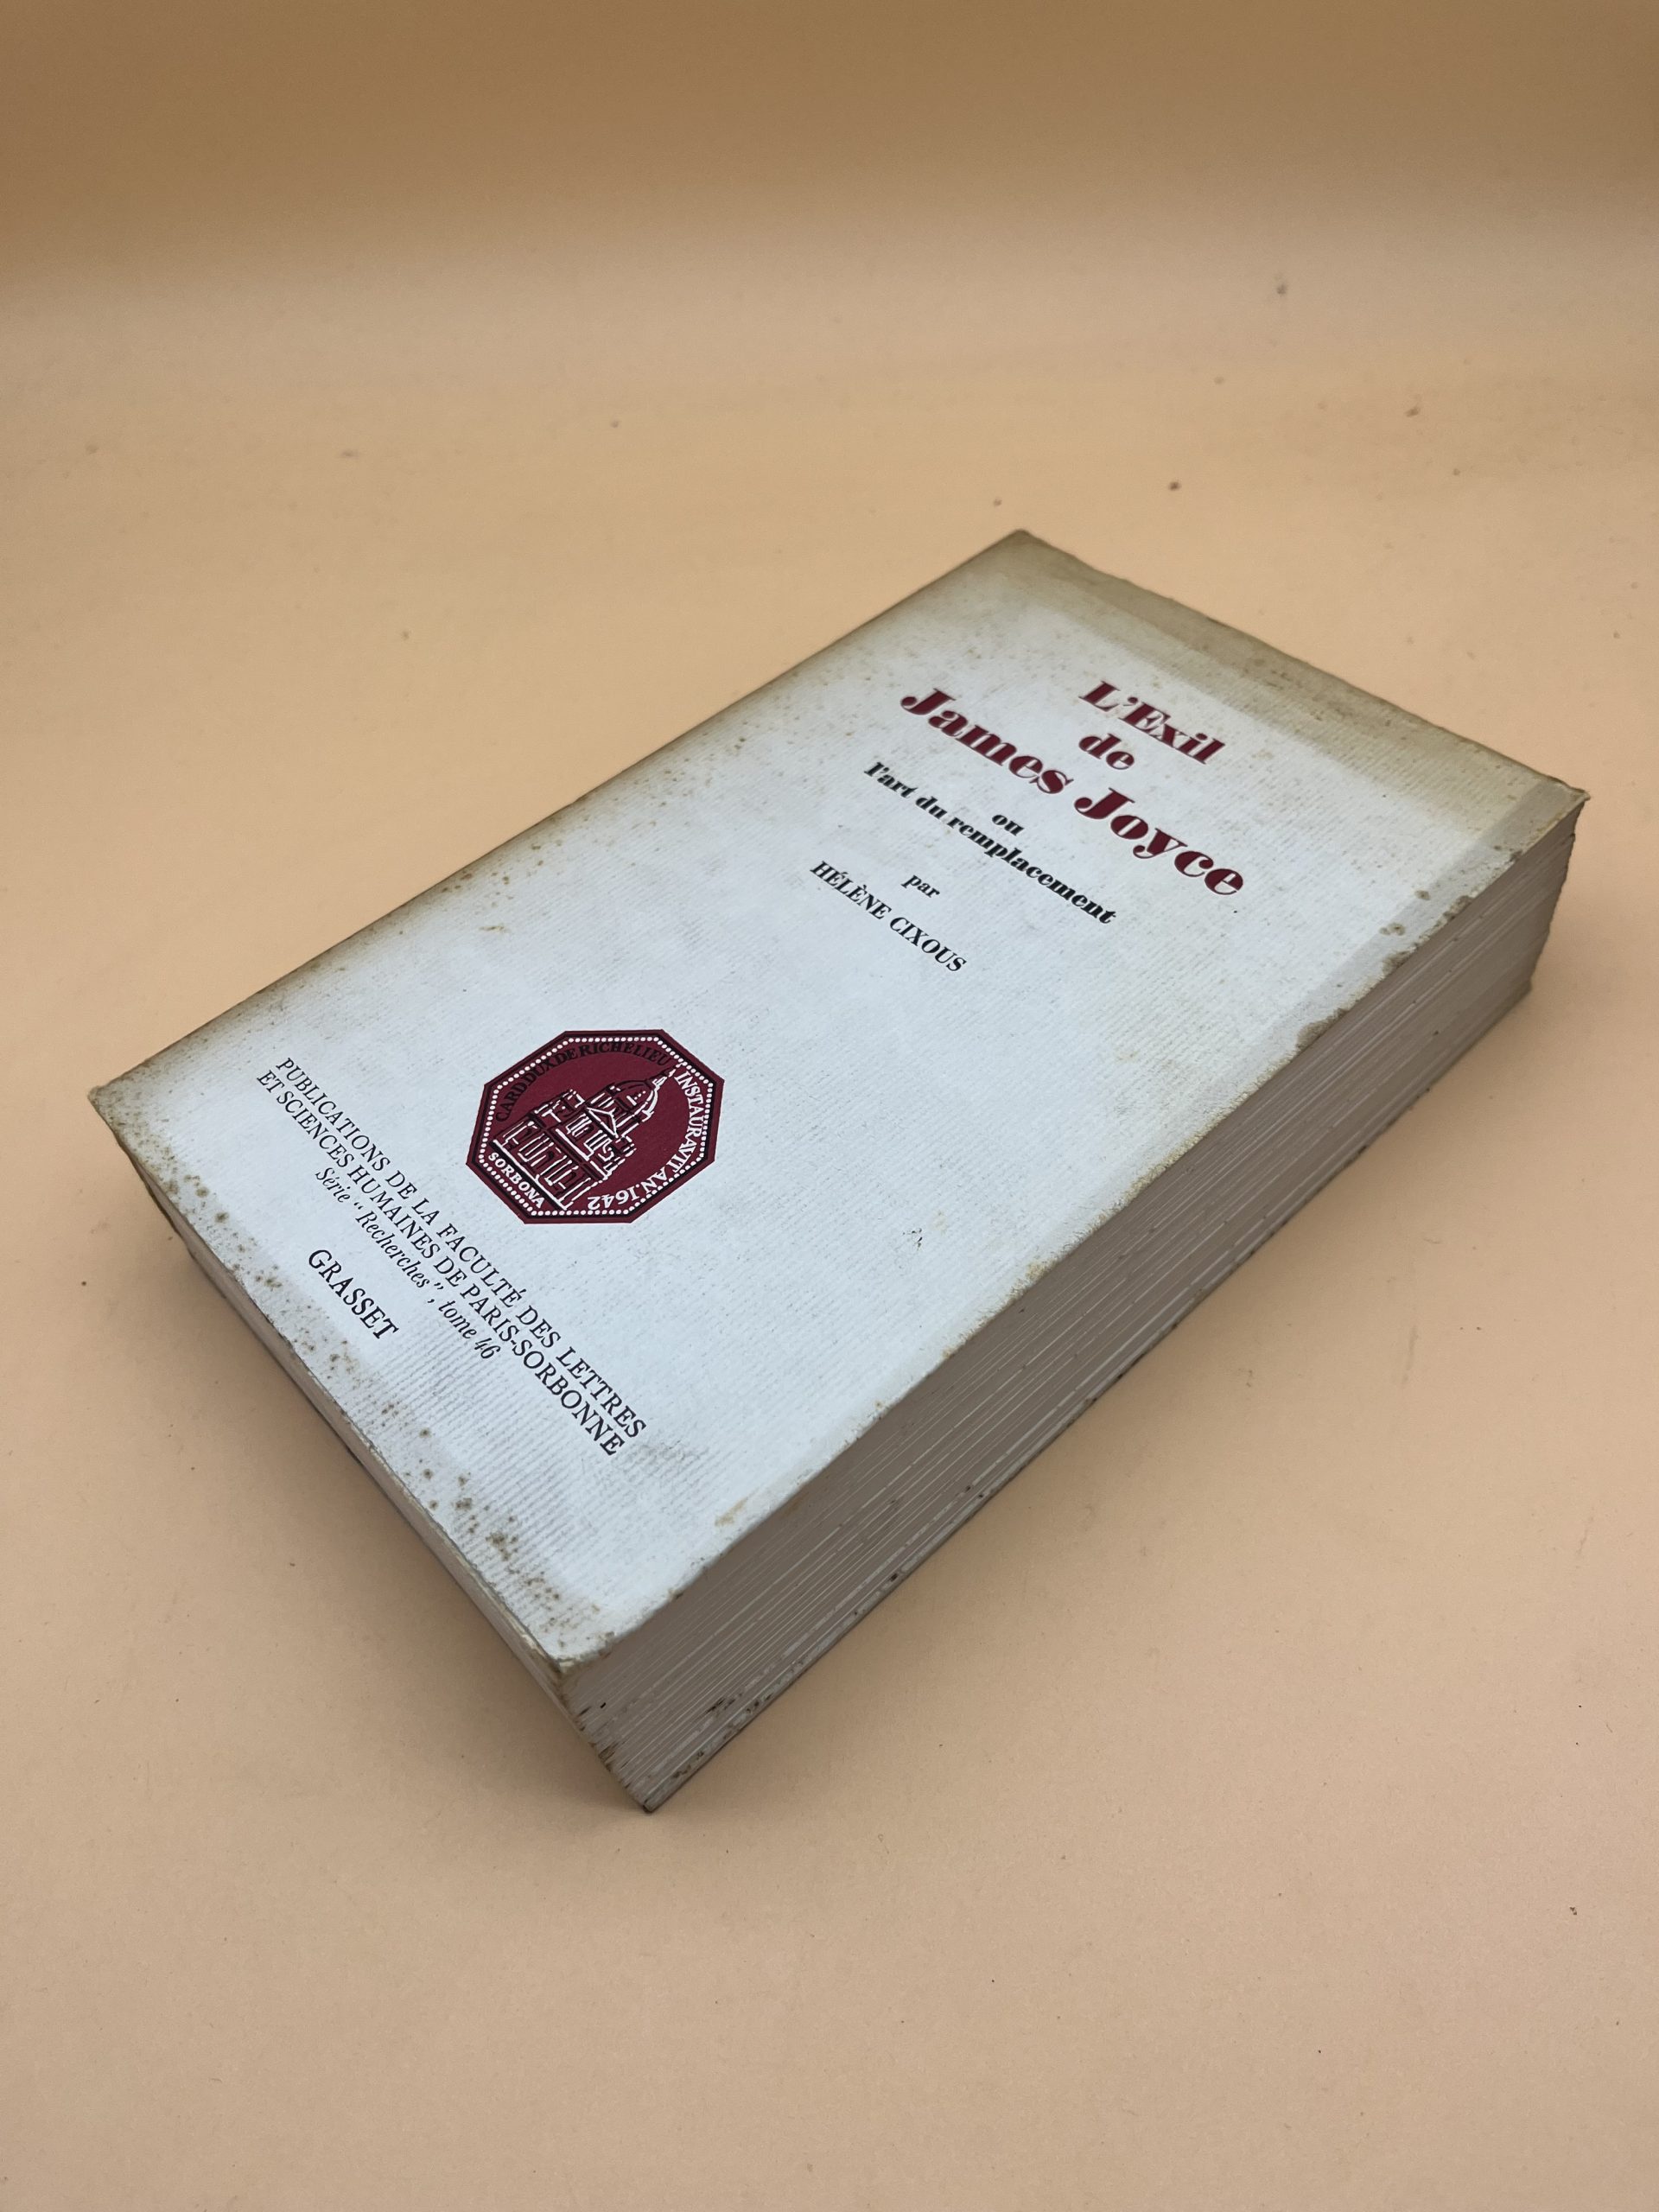 L'Exil
de
James Joyce
ou
l'art du remplacement
par
HÉLÈNE CIXOUS
CARD DUX DE RICHELIEU INSTAURAVIT AN. 1642
SORBONA
PUBLICATIONS DE LA FACULTÉ DES LETTRES
ET SCIENCES HUMAINES DE PARIS-SORBONNE
Série "Recherches", tome 46
GRASSET